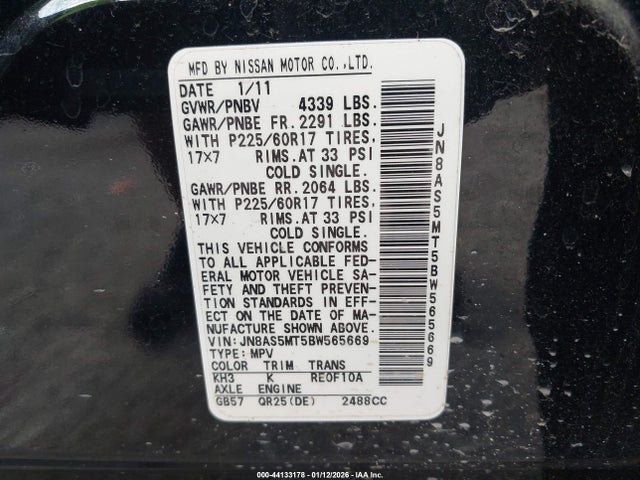 MFD BY NISSAN MOTOR CO.,LTD.
DATE 1/11
GVWR/PNBV 4339 LBS.
GAWR/PNBE FR. 2291 LBS.
WITH P225/60R17 TIRES,
17×7 RIMS. AT 33 PSI
COLD SINGLE.
GAWR/PNBE RR. 2064 LBS.
WITH P225/60R17 TIRES,
17×7 RIMS. AT 33 PSI
COLD SINGLE.
THIS VEHICLE CONFORMS
TO ALL APPLICABLE FED-
ERAL MOTOR VEHICLE SA-
FETY AND THEFT PREVENTION
STANDARDS IN EFF-
ECT ON THE DATE OF MA-
NUFACTURE SHOWN ABOVE.
VIN: JN8AS5MT5BW565669
TYPE: MPV
COLOR TRIM TRANS
KH3 K RE0F10A
AXLE ENGINE
GB57 QR25(DE) 2488CC
JN8AS5MT5BW565669
000-44133178 - 01/12/2026 - © IAA Holdings, LLC